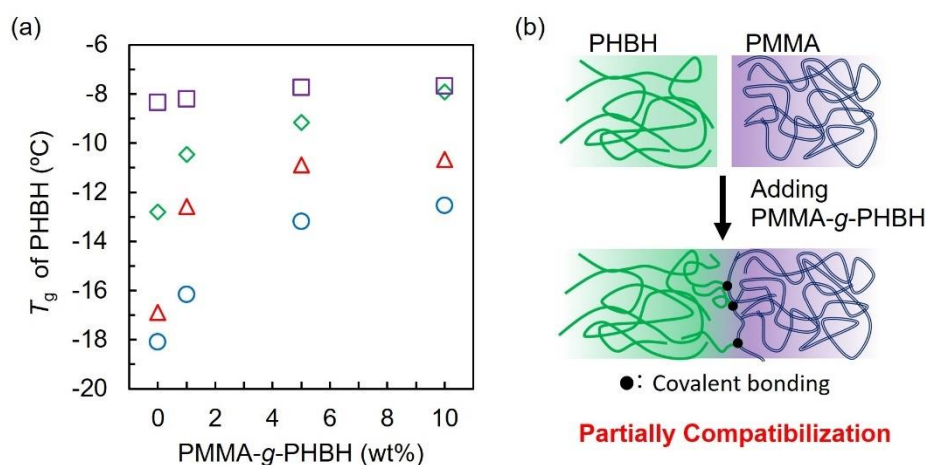 (a)
-6
-8
-10
-12
-14
-16
-18
-20
Tg of PHBH (ºC)
0 2 4 6 8 10
PMMA-g-PHBH (wt%)
(b)
PHBH PMMA
Adding
PMMA-g-PHBH
●: Covalent bonding
Partially Compatibilization